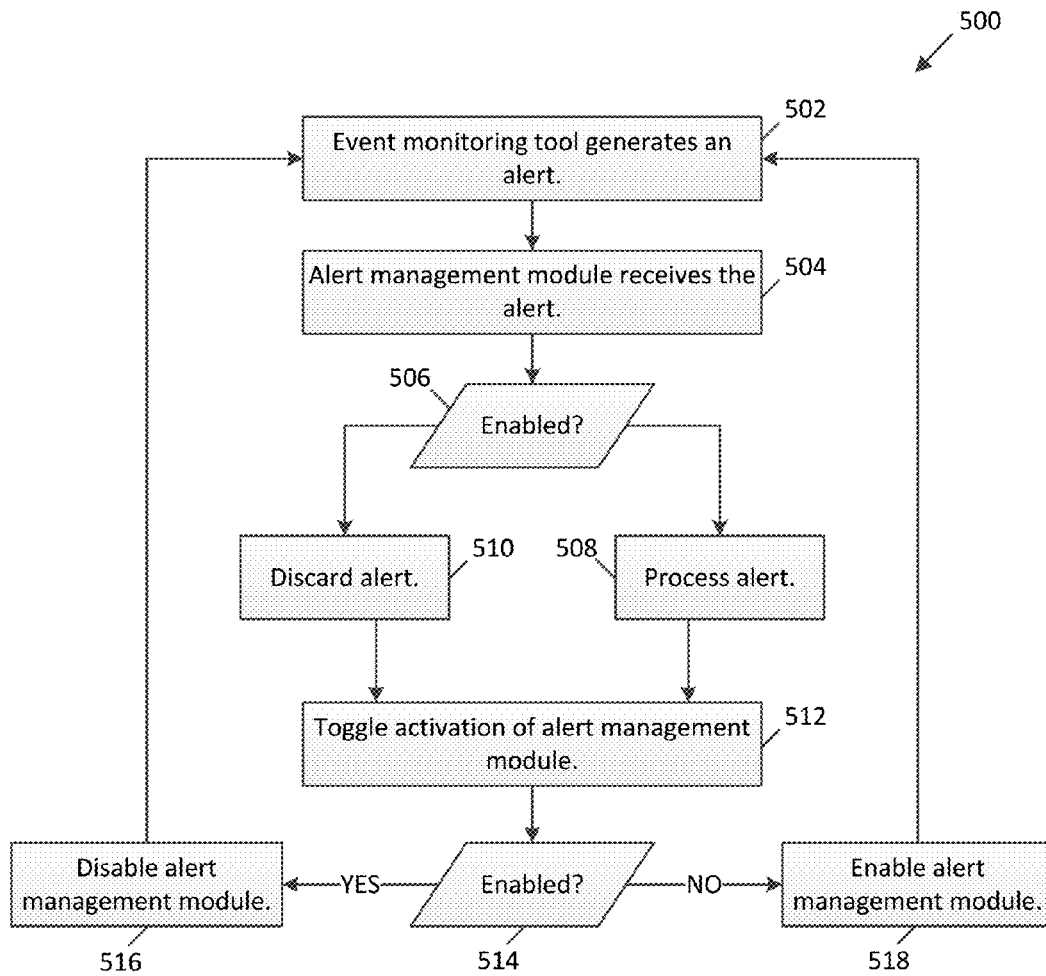 500
502
Event monitoring tool generates an
alert.
504
Alert management module receives the
alert.
506
Enabled?
510
508
Discard alert.
Process alert.
512
Toggle activation of alert management
module.
Disable alert
management module.
YES
Enabled?
NO
Enable alert
management module.
516
514
518